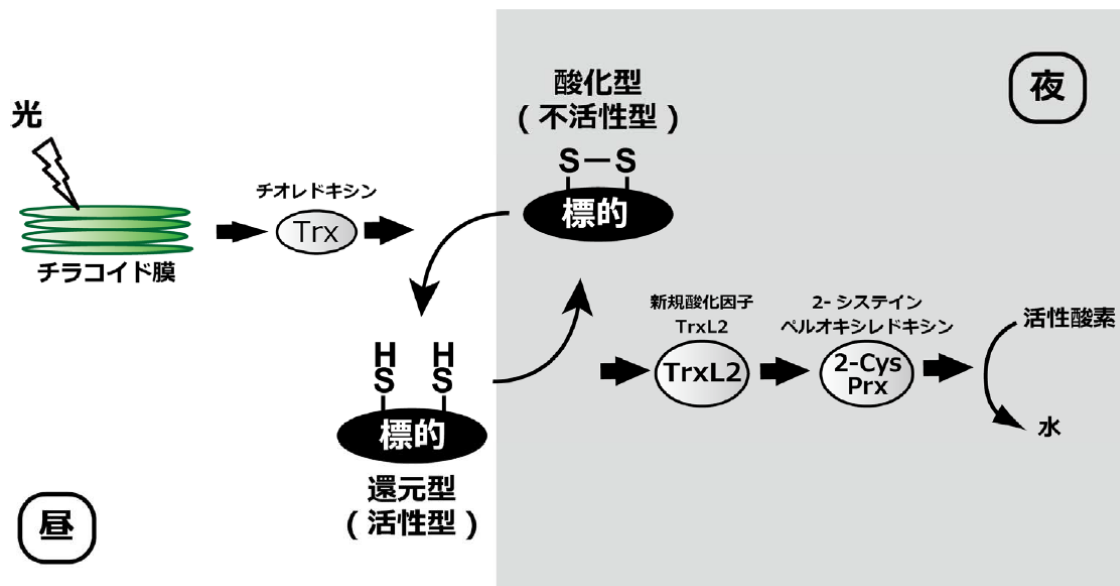 光
チラコイド膜
チオレドキシン
Trx
酸化型
(不活性型)
S－S
標的
夜
H H
S S
標的
還元型
(活性型)
昼
新規酸化因子
TrxL2
TrxL2
2- システイン
ペルオキシレドキシン
2-Cys
Prx
活性酸素
水